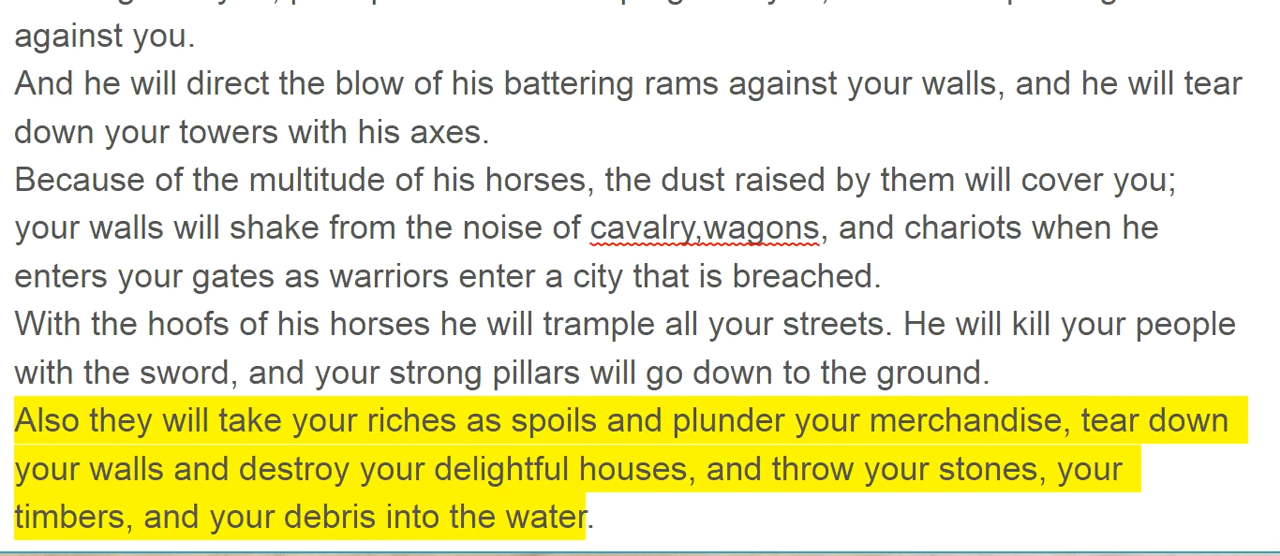 against you.
And he will direct the blow of his battering rams against your walls, and he will tear
down your towers with his axes.
Because of the multitude of his horses, the dust raised by them will cover you;
your walls will shake from the noise of cavalry,wagons, and chariots when he
enters your gates as warriors enter a city that is breached.
With the hoofs of his horses he will trample all your streets. He will kill your people
with the sword, and your strong pillars will go down to the ground.
Also they will take your riches as spoils and plunder your merchandise, tear down
your walls and destroy your delightful houses, and throw your stones, your
timbers, and your debris into the water.